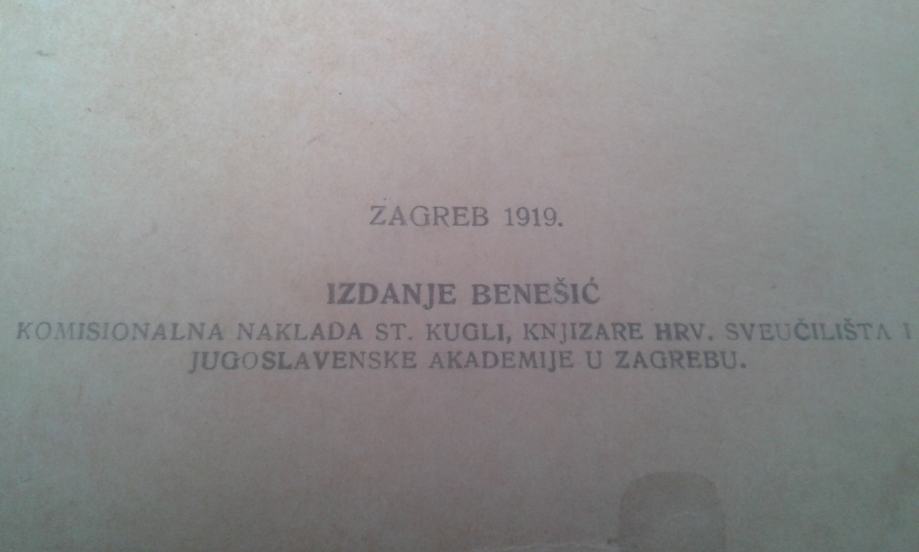 ZAGREB 1919.
IZDANJE BENEŠIĆ
KOMISIONALNA NAKLADA ST. KUGLI, KNJIZARE HRV. SVEUČILIŠTA I
JUGOSLAVENSKE AKADEMIJE U ZAGREBU.